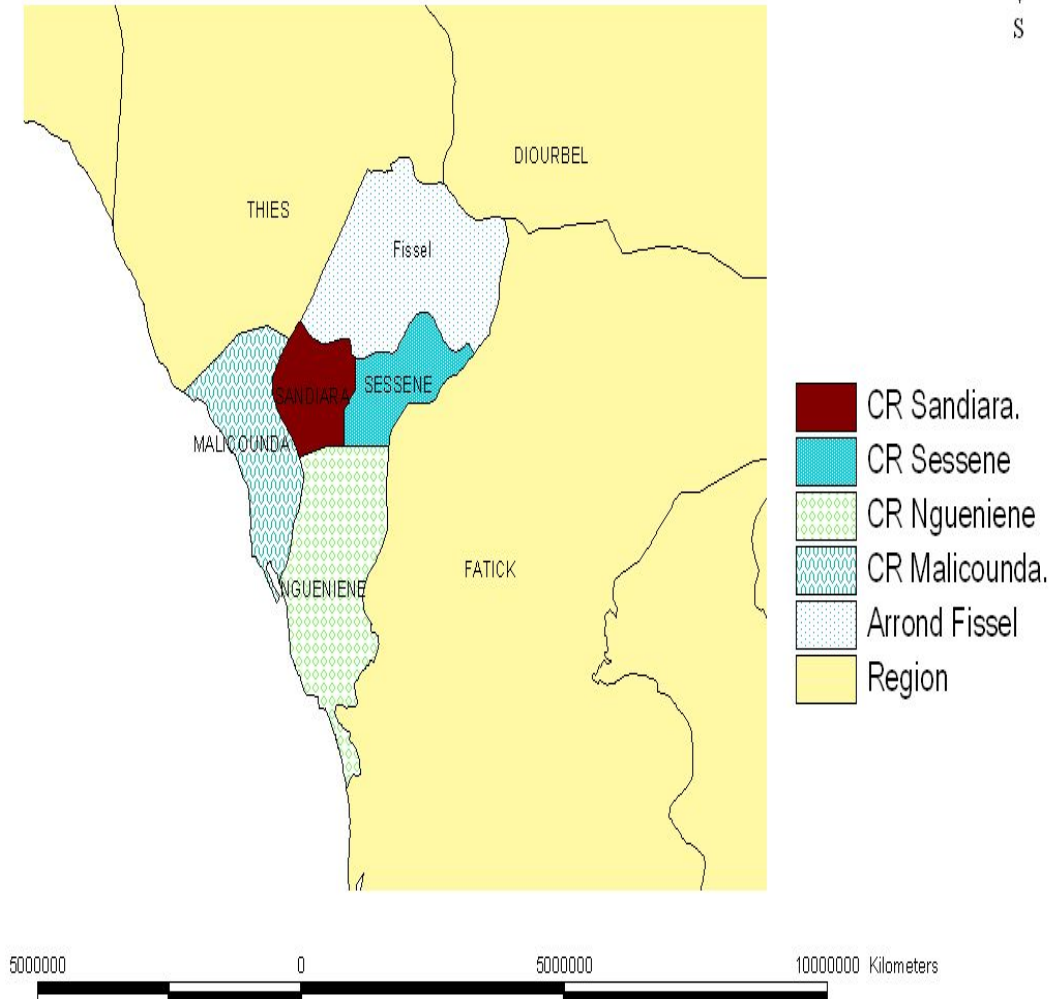 S
DIOURBEL
THIES
Fissel
SANDIARA
SESSENE
MALICOUNDA
FATICK
NGUENIENE
CR Sandiara.
CR Sessene
CR Ngueniene
CR Malicounda.
Arrond Fissel
Region
5000000 0 5000000 10000000 Kilometers